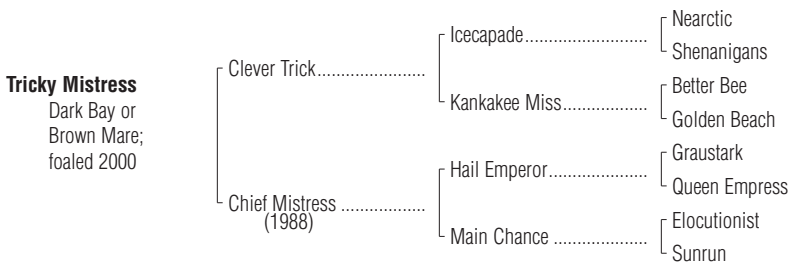 Tricky Mistress
Dark Bay or
Brown Mare;
foaled 2000
Clever Trick.......................
Chief Mistress ..................
(1988)
Icecapade..........................
Kankakee Miss..................
Hail Emperor.....................
Main Chance ....................
Nearctic
Shenanigans
Better Bee
Golden Beach
Graustark
Queen Empress
Elocutionist
Sunrun